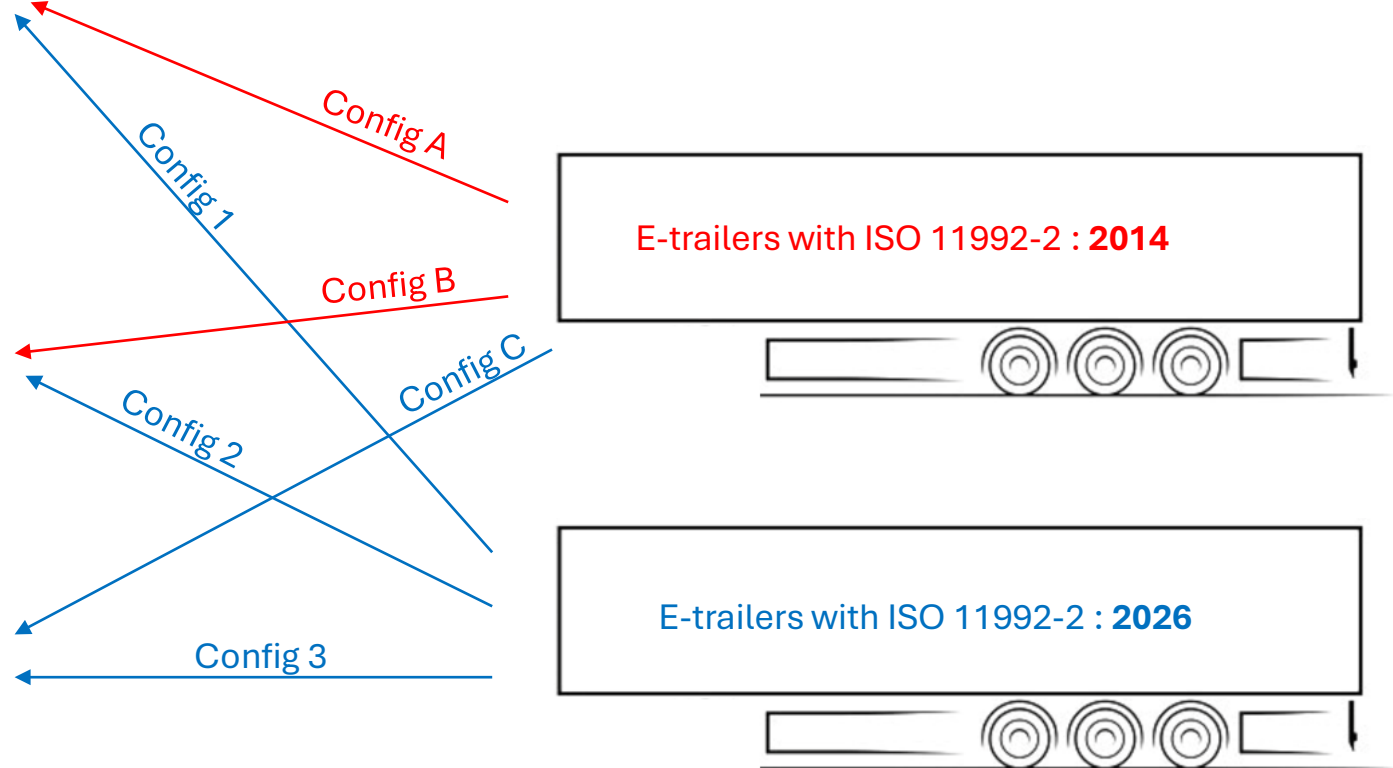 Config A
Config 1
E-trailers with ISO 11992-2 : 2014
Config B
Config C
Config 2
E-trailers with ISO 11992-2 : 2026
Config 3